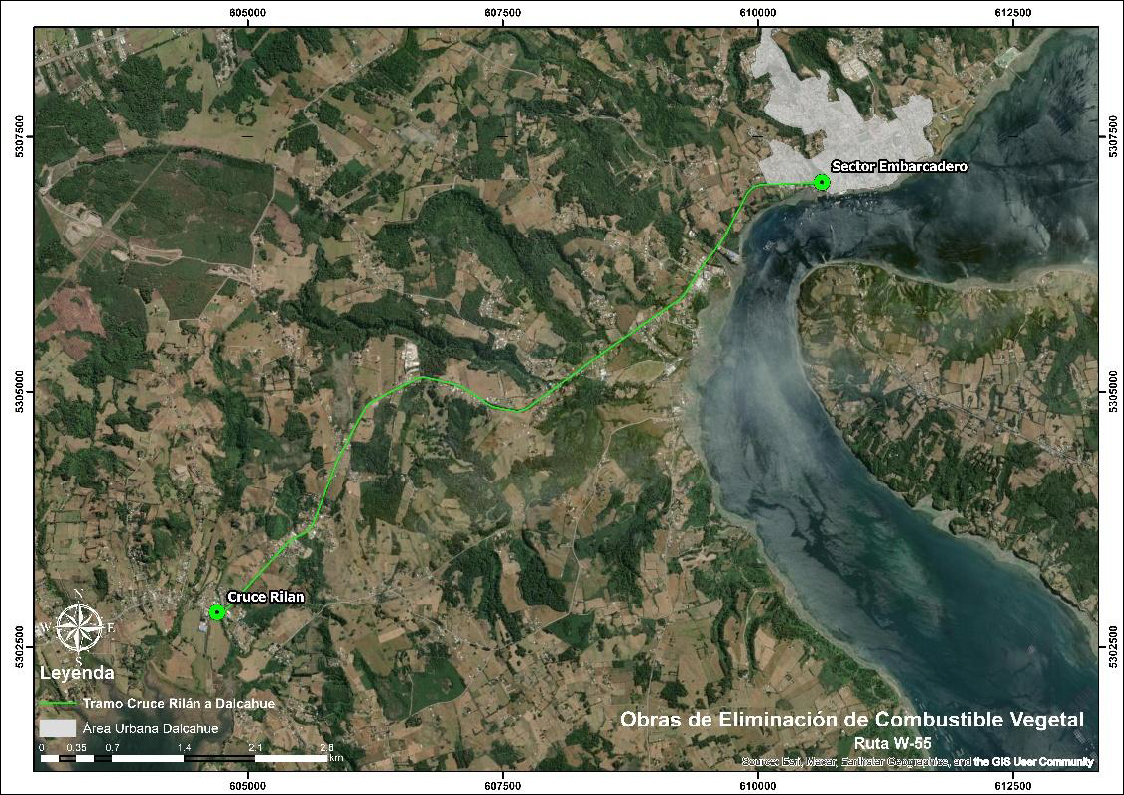 605000 607500 610000 612500
5307500 5307500
Sector Embarcadero
5305000 5305000
Cruce Rilan
5302500 5302500
N
W E
S
Leyenda
Tramo Cruce Rilán a Dalcahue
Área Urbana Dalcahue
0 0.35 0.7 1.4 2.1 2.8
km
Obras de Eliminación de Combustible Vegetal
Ruta W-55
Source: Esri, Maxar, Earthstar Geographics, and the GIS User Community
605000 607500 610000 612500